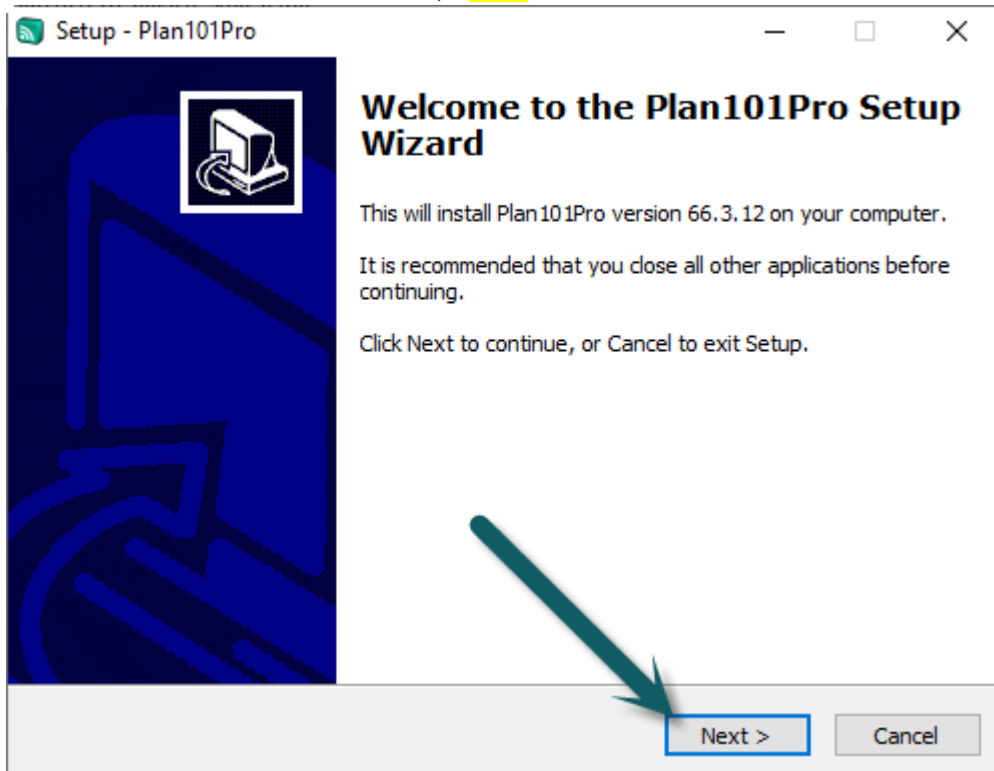 Setup - Plan101Pro
Welcome to the Plan101Pro Setup
Wizard
This will install Plan101Pro version 66.3.12 on your computer.
It is recommended that you close all other applications before
continuing.
Click Next to continue, or Cancel to exit Setup.
Next >
Cancel